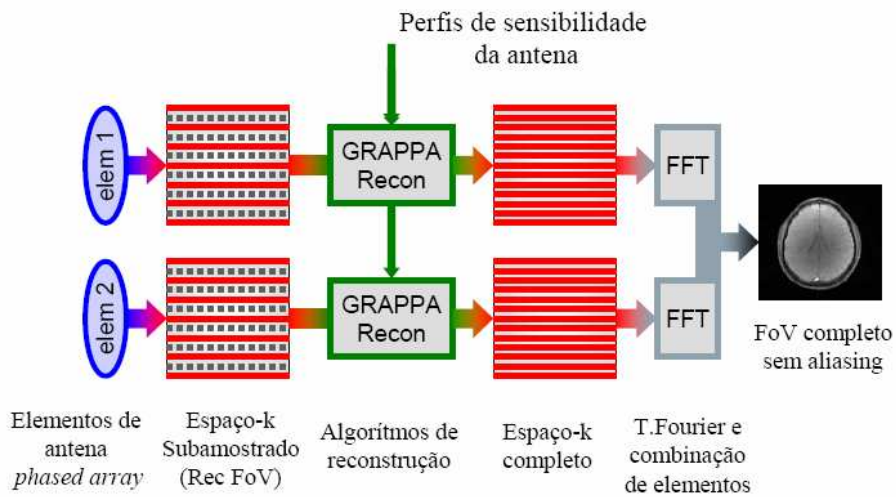 Perfis de sensibilidade
da antena
elem 1
GRAPPA
Recon
FFT
elem 2
GRAPPA
Recon
FFT
FoV completo
sem aliasing
Elementos de
antena
phased array
Espaço-k
Subamostrado
(Rec FoV)
Algorítmos de
reconstrução
Espaço-k
completo
T.Fourier e
combinação
de elementos